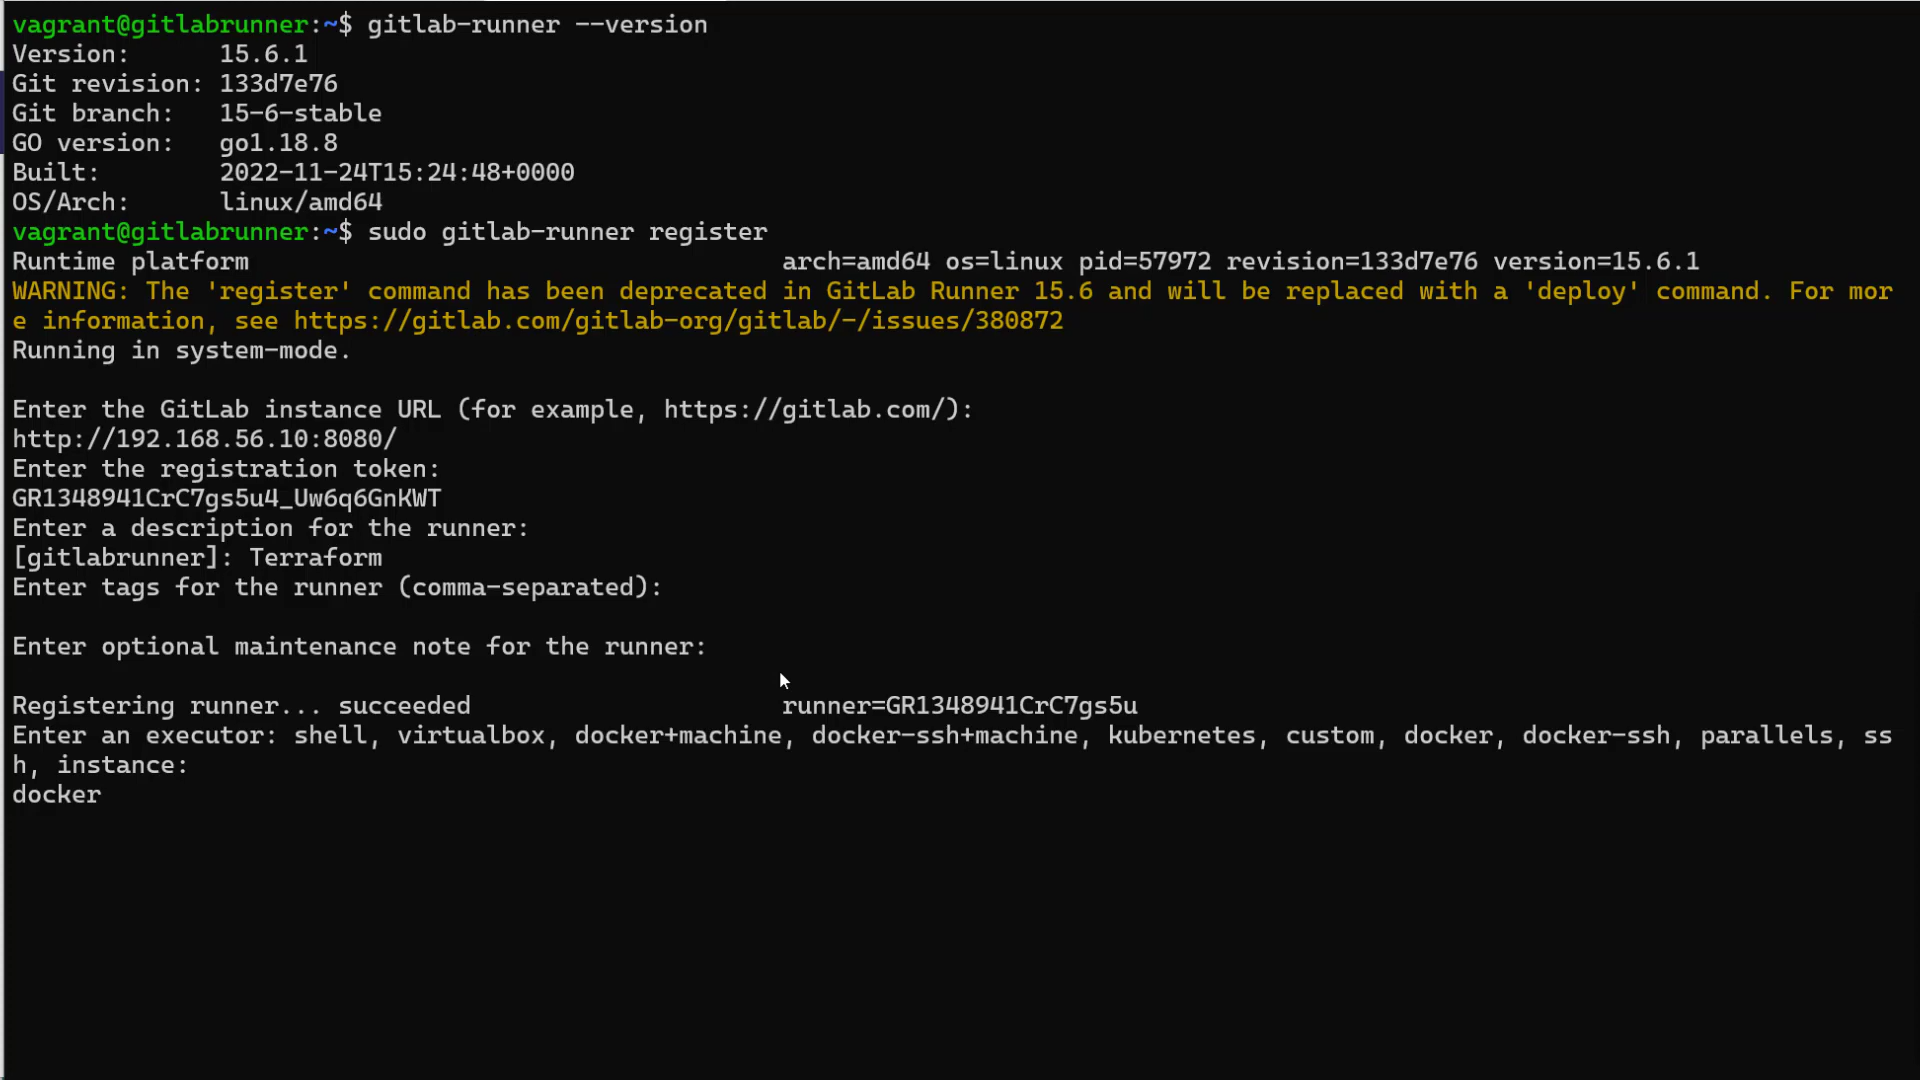 vagrant@gitlabrunner:~$ gitlab-runner --version
Version:      15.6.1
Git revision: 133d7e76
Git branch:   15-6-stable
GO version:   go1.18.8
Built:        2022-11-24T15:24:48+0000
OS/Arch:      linux/amd64
vagrant@gitlabrunner:~$ sudo gitlab-runner register
Runtime platform                                    arch=amd64 os=linux pid=57972 revision=133d7e76 version=15.6.1
WARNING: The 'register' command has been deprecated in GitLab Runner 15.6 and will be replaced with a 'deploy' command. For mor
e information, see https://gitlab.com/gitlab-org/gitlab/-/issues/380872
Running in system-mode.
Enter the GitLab instance URL (for example, https://gitlab.com/):
http://192.168.56.10:8080/
Enter the registration token:
GR1348941CrC7gs5u4_Uw6q6GnKWT
Enter a description for the runner:
[gitlabrunner]: Terraform
Enter tags for the runner (comma-separated):
Enter optional maintenance note for the runner:
Registering runner... succeeded                     runner=GR1348941CrC7gs5u
Enter an executor: shell, virtualbox, docker+machine, docker-ssh+machine, kubernetes, custom, docker, docker-ssh, parallels, ss
h, instance:
docker